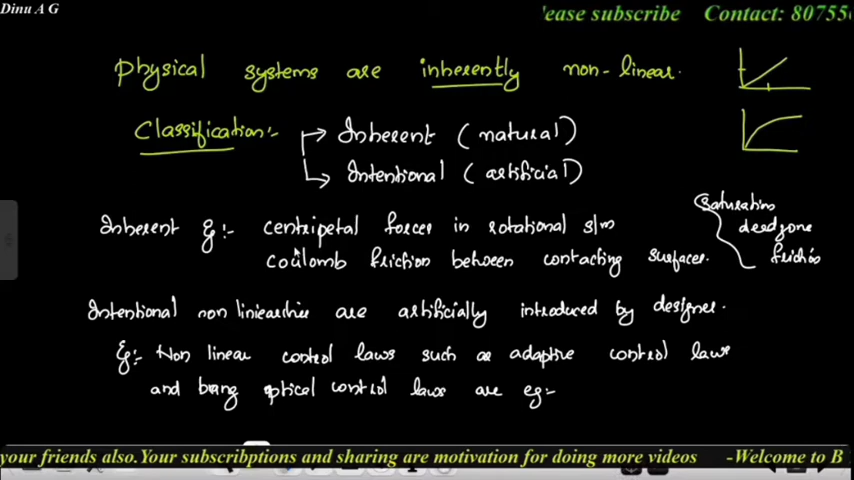 Dinu A G
lease subscribe Contact: 80755
Physical systems are inherently non-linear.
Classification:-
Inherent (natural)
Intentional (artificial)
Inherent Eg:- centripetal forces in rotational s/m
coulomb friction between contacting surfaces.
Saturation
deadzone
friction
Intentional non liniearities are artificially introduced by designer.
Eg:- Non linear control laws such as adaptive control laws
and bang optical control laws are eg:-
your friends also.Your subscribptions and sharing are motivation for doing more videos -Welcome to B